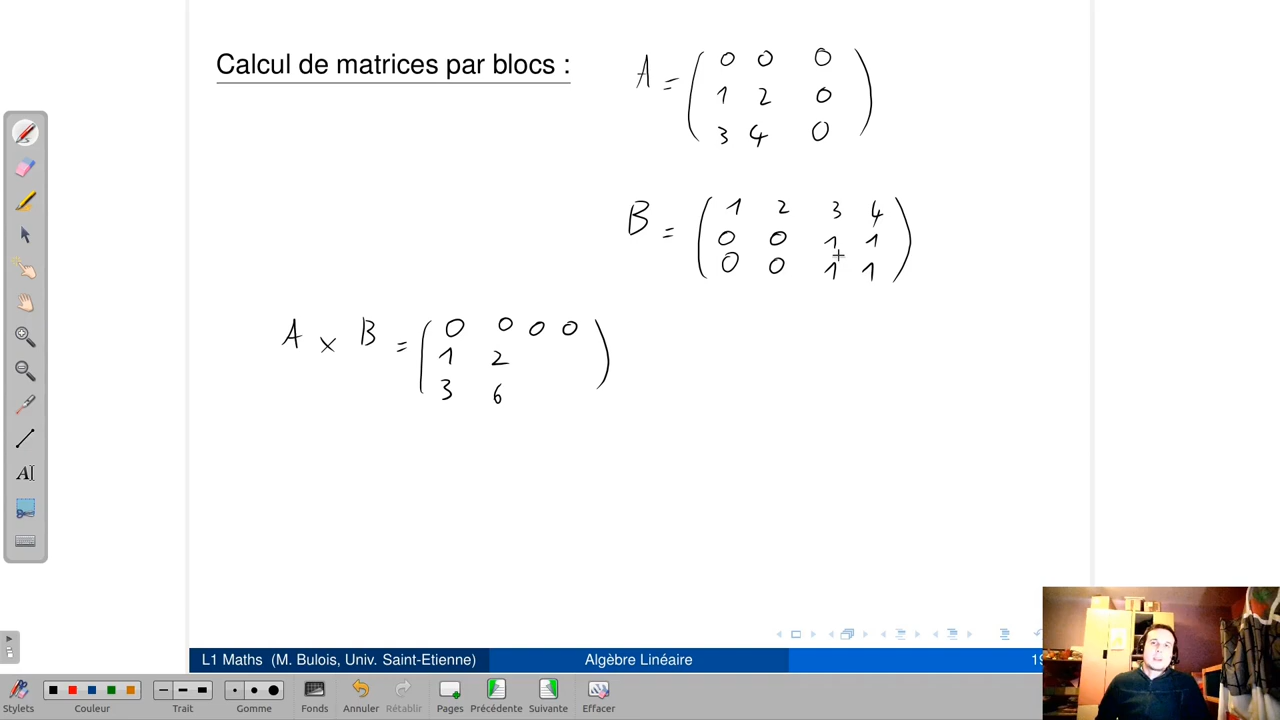 Calcul de matrices par blocs :
A = ( 0 0 0
1 2 0
3 4 0 )
B = ( 1 2 3 4
0 0 1 1
0 0 1 1 )
A × B = ( 0 0 0 0
1 2
3 6 )
L1 Maths (M. Bulois, Univ. Saint-Etienne) Algèbre Linéaire 19
Stylets Couleur Trait Gomme Fonds Annuler Rétablir Pages Précédente Suivante Effacer